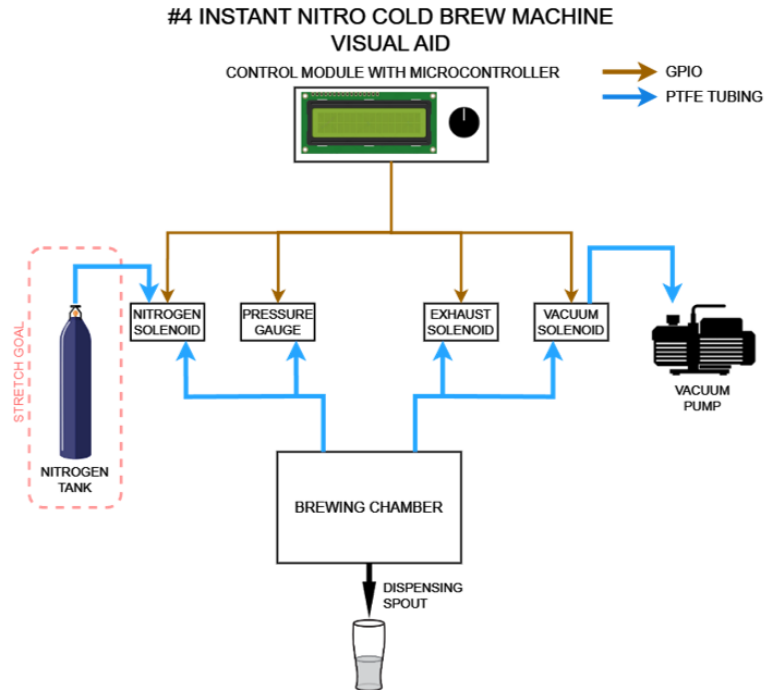 #4 INSTANT NITRO COLD BREW MACHINE
VISUAL AID
CONTROL MODULE WITH MICROCONTROLLER
GPIO
PTFE TUBING
STRETCH GOAL
NITROGEN
SOLENOID
PRESSURE
GAUGE
EXHAUST
SOLENOID
VACUUM
SOLENOID
VACUUM
PUMP
NITROGEN
TANK
BREWING CHAMBER
DISPENSING
SPOUT